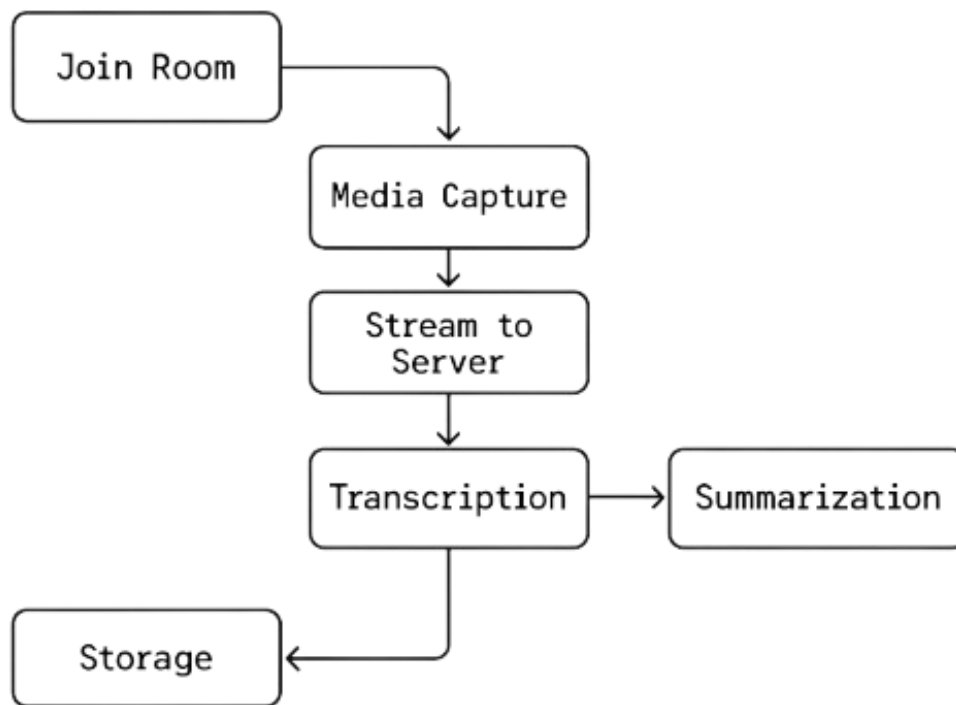 Join Room
Media Capture
Stream to
Server
Transcription
Summarization
Storage